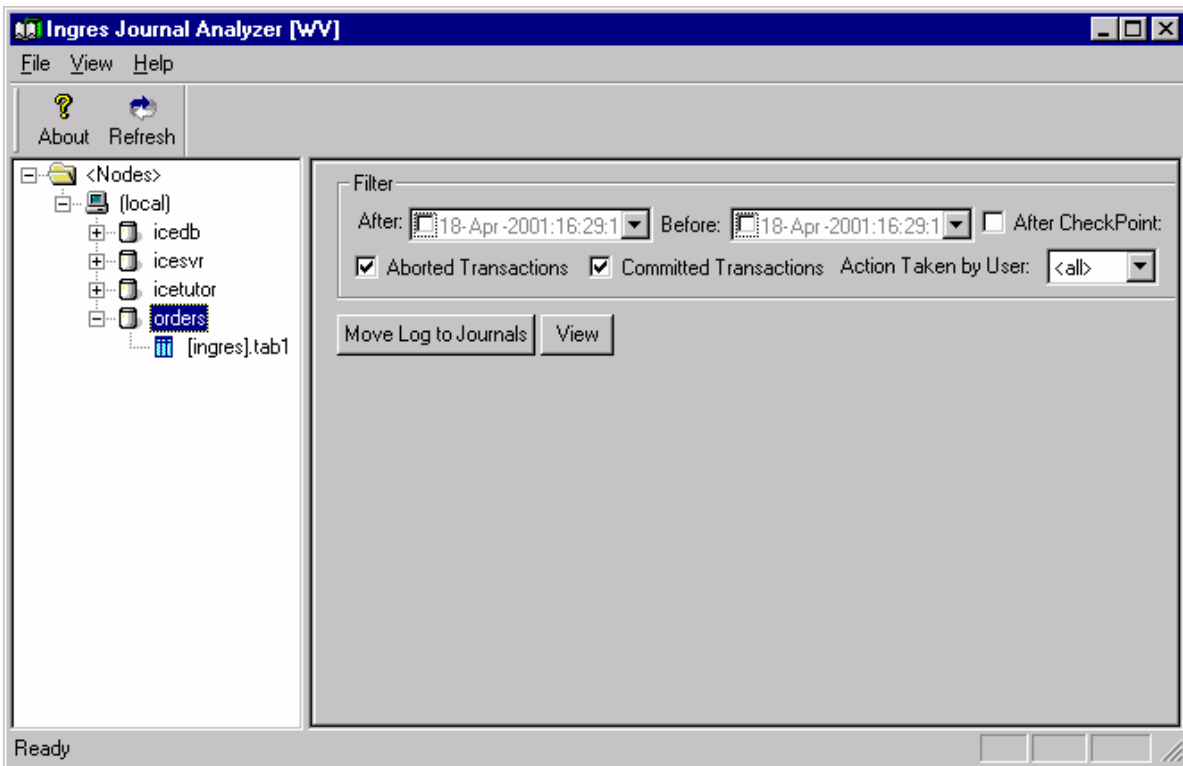 Ingres Journal Analyzer [WV]
File View Help
About Refresh
<Nodes>
(local)
icedb
icesvr
icetutor
orders
[ingres].tab1
Filter
After: 18-Apr-2001:16:29:1 Before: 18-Apr-2001:16:29:1 After CheckPoint:
Aborted Transactions Committed Transactions Action Taken by User: <all>
Move Log to Journals View
Ready